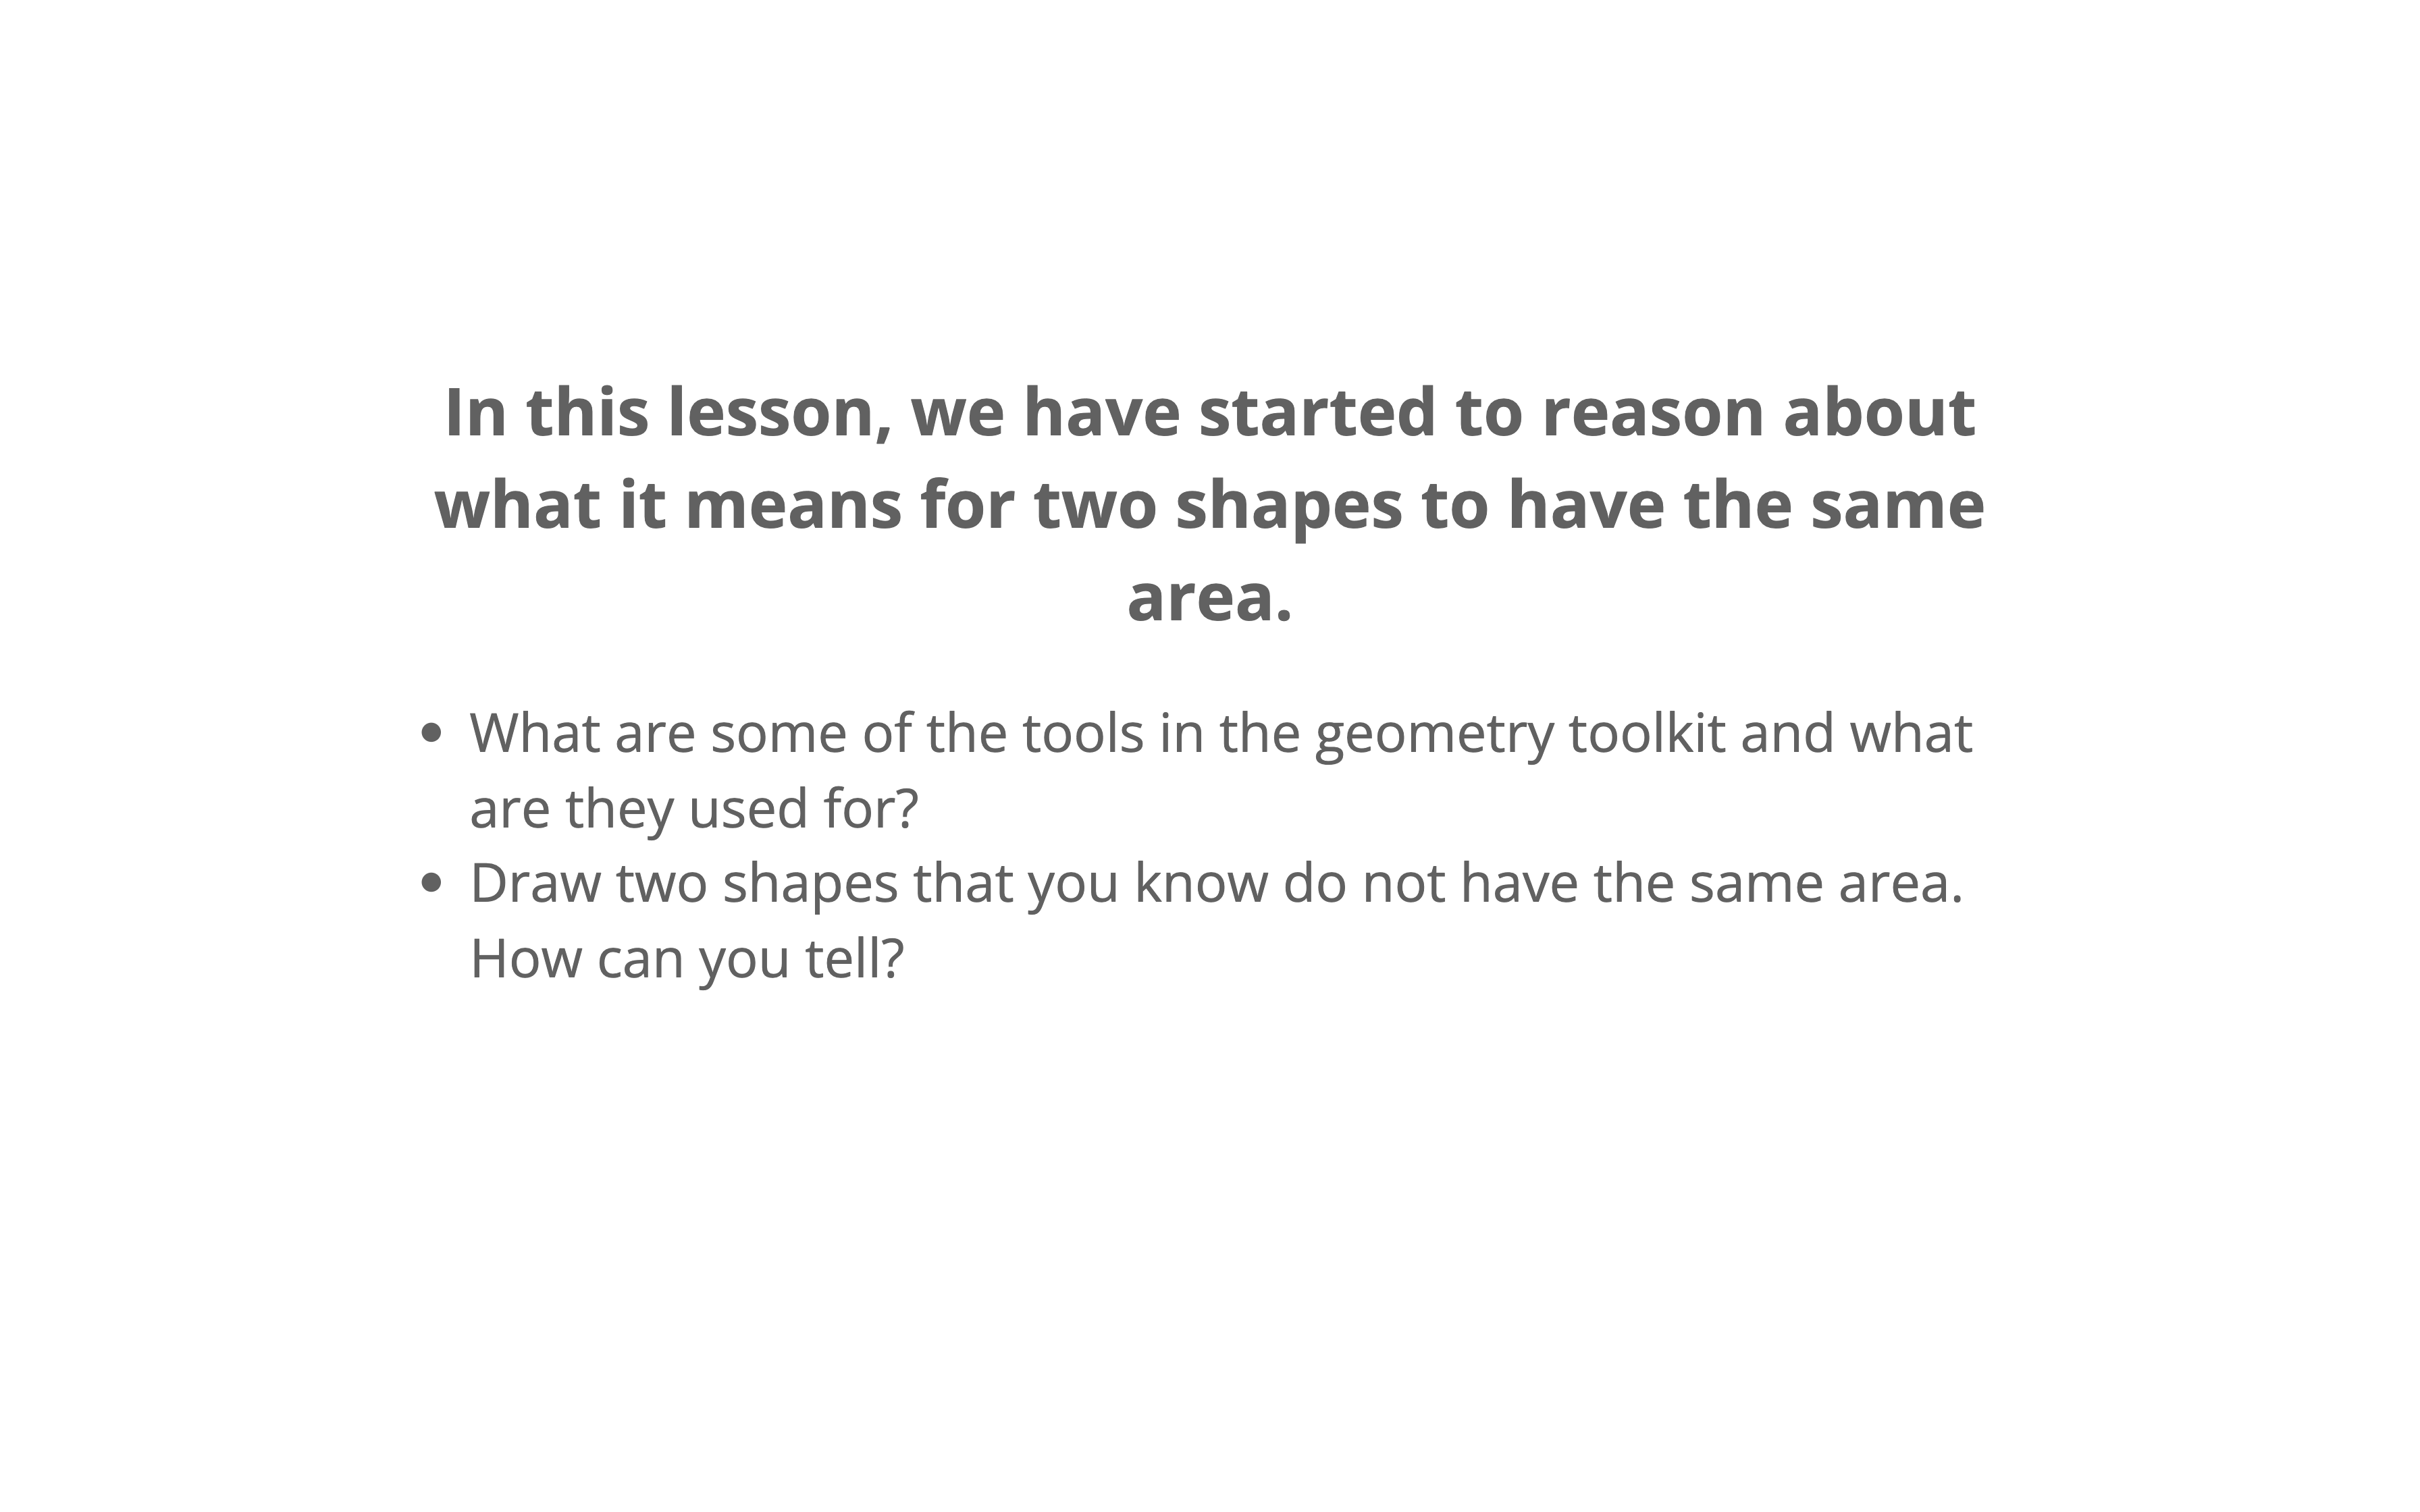 In this lesson, we have started to reason about
what it means for two shapes to have the same
area.
• What are some of the tools in the geometry toolkit and what
are they used for?
• Draw two shapes that you know do not have the same area.
How can you tell?